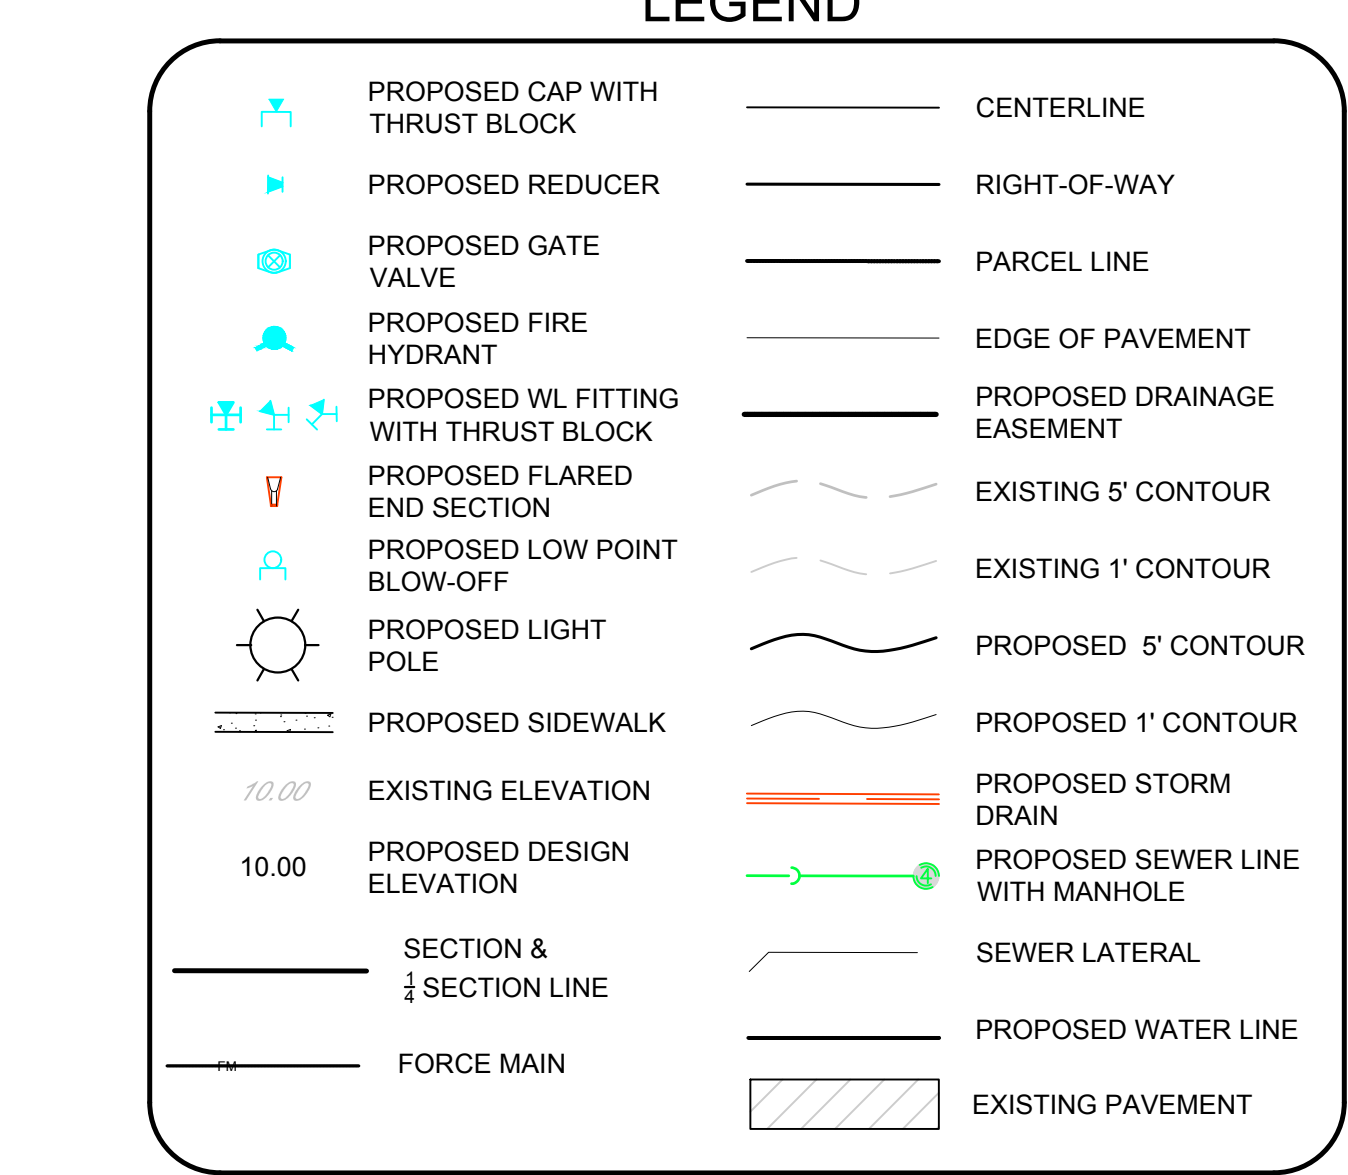 LEGEND
PROPOSED CAP WITH
THRUST BLOCK
PROPOSED REDUCER
PROPOSED GATE
VALVE
PROPOSED FIRE
HYDRANT
PROPOSED WL FITTING
WITH THRUST BLOCK
PROPOSED FLARED
END SECTION
PROPOSED LOW POINT
BLOW-OFF
PROPOSED LIGHT
POLE
PROPOSED SIDEWALK
10.00 EXISTING ELEVATION
10.00 PROPOSED DESIGN
ELEVATION
SECTION &
1/4 SECTION LINE
FM FORCE MAIN
CENTERLINE
RIGHT-OF-WAY
PARCEL LINE
EDGE OF PAVEMENT
PROPOSED DRAINAGE
EASEMENT
EXISTING 5' CONTOUR
EXISTING 1' CONTOUR
PROPOSED 5' CONTOUR
PROPOSED 1' CONTOUR
PROPOSED STORM
DRAIN
4 PROPOSED SEWER LINE
WITH MANHOLE
SEWER LATERAL
PROPOSED WATER LINE
EXISTING PAVEMENT